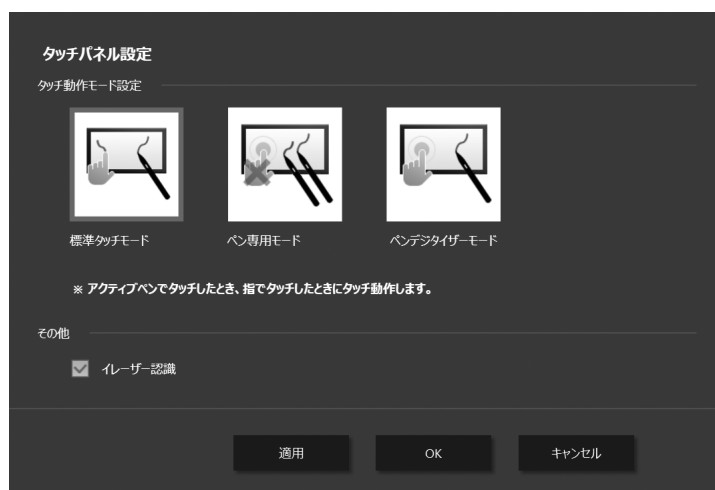 タッチパネル設定
タッチ動作モード設定
標準タッチモード
ペン専用モード
ペンデジタイザーモード
※ アクティブペンでタッチしたとき、指でタッチしたときにタッチ動作します。
その他
イレーザー認識
適用
OK
キャンセル